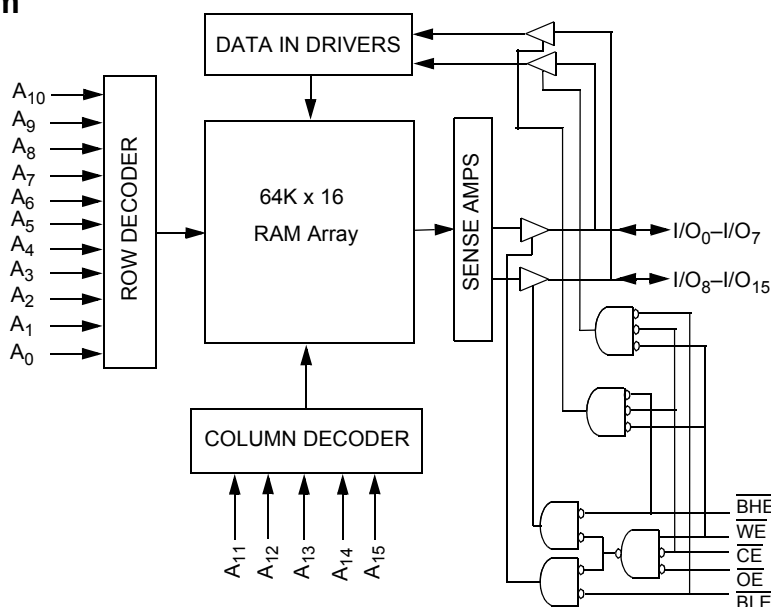 DATA IN DRIVERS
A₁₀
A₉
A₈
A₇
A₆
A₅
A₄
A₃
A₂
A₁
A₀
ROW DECODER
64K x 16
RAM Array
SENSE AMPS
I/O₀–I/O₇
I/O₈–I/O₁₅
COLUMN DECODER
A₁₁
A₁₂
A₁₃
A₁₄
A₁₅
BHE
WE
CE
OE
BLE